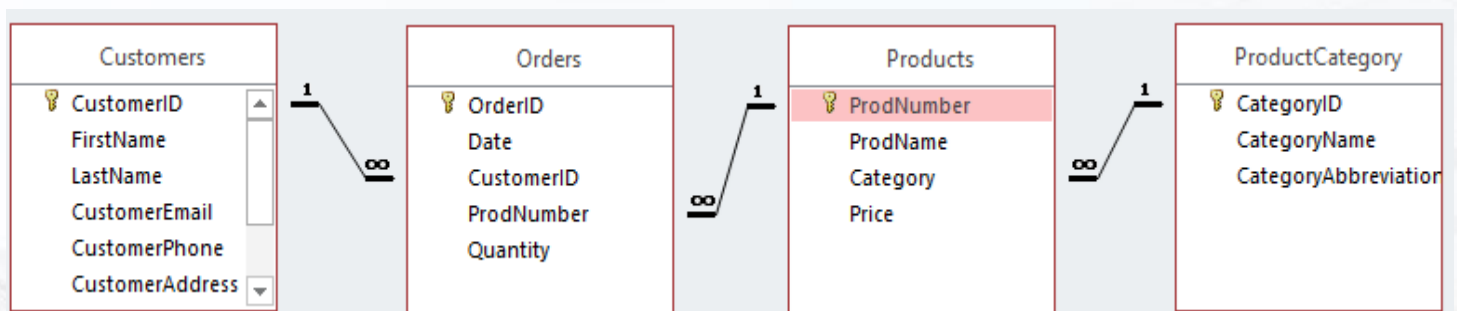 Customers
CustomerID
FirstName
LastName
CustomerEmail
CustomerPhone
CustomerAddress
1
∞
Orders
OrderID
Date
CustomerID
ProdNumber
Quantity
1
∞
Products
ProdNumber
ProdName
Category
Price
1
∞
ProductCategory
CategoryID
CategoryName
CategoryAbbreviation